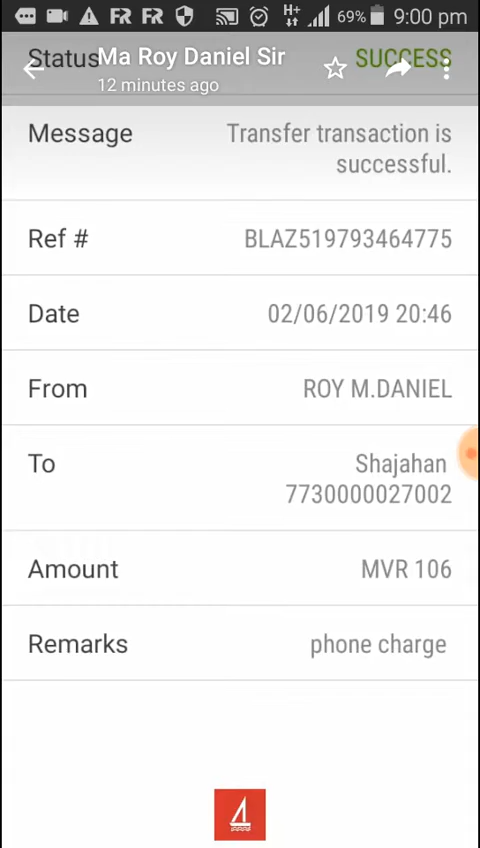 69% 9:00 pm
H+
Status Ma Roy Daniel Sir SUCCESS
12 minutes ago
Message Transfer transaction is
successful.
Ref # BLAZ519793464775
Date 02/06/2019 20:46
From ROY M.DANIEL
To Shajahan
7730000027002
Amount MVR 106
Remarks phone charge